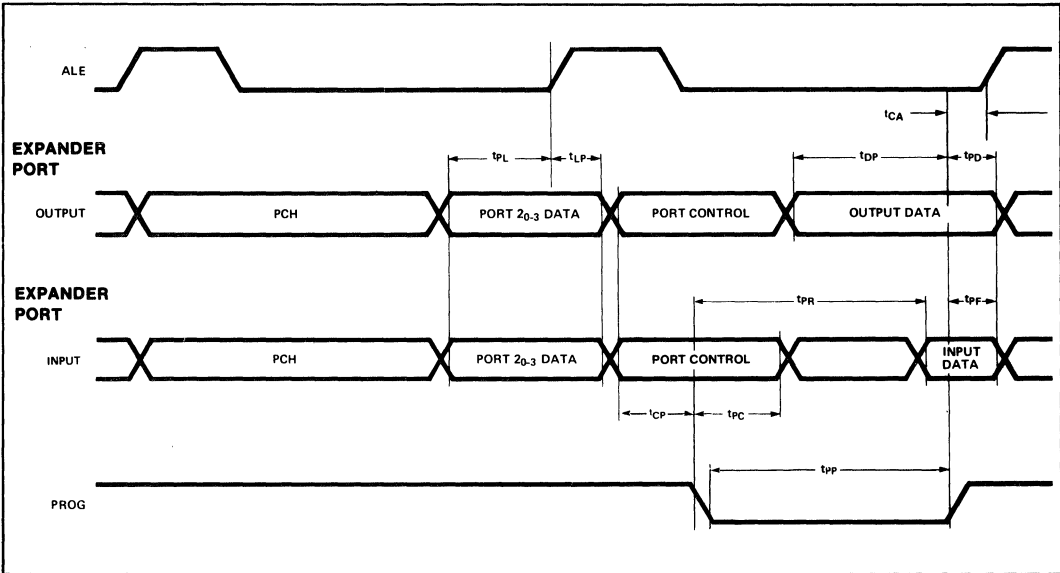 ALE
tCA
EXPANDER
PORT
tPL
tLP
tDP
tPD
OUTPUT
PCH
PORT 20-3 DATA
PORT CONTROL
OUTPUT DATA
EXPANDER
PORT
tPR
tPF
INPUT
PCH
PORT 20-3 DATA
PORT CONTROL
INPUT
DATA
tCP
tPC
tPP
PROG